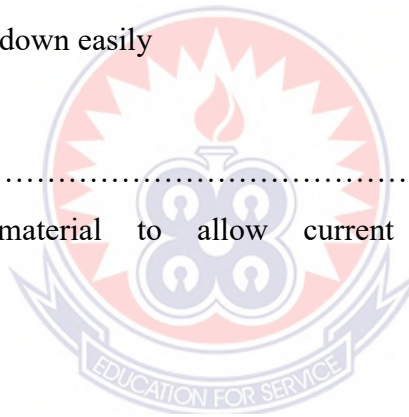 down easily
................................................
material to allow current
EDUCATION FOR SERVICE